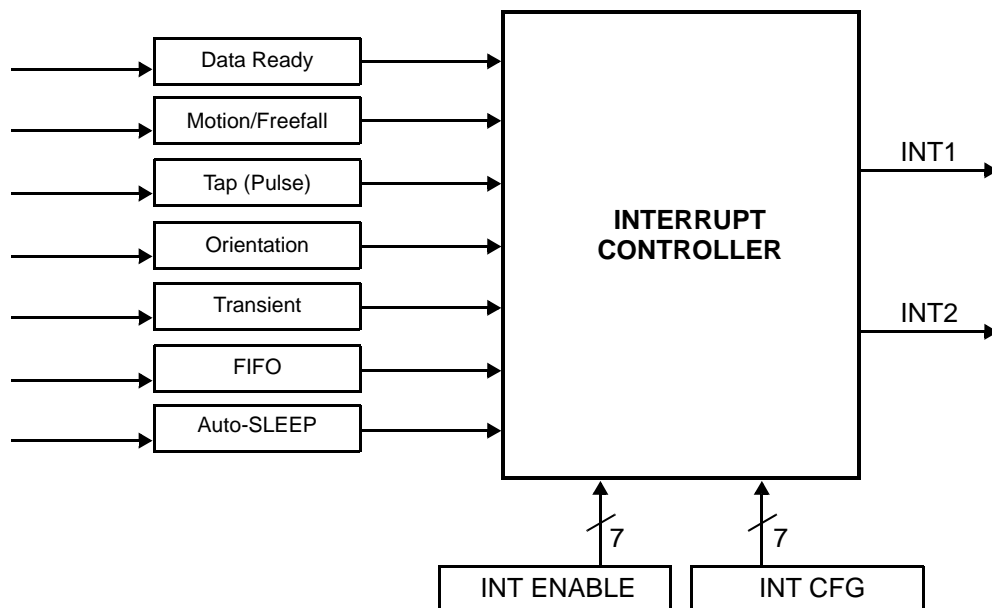 Data Ready
Motion/Freefall
Tap (Pulse)
Orientation
Transient
FIFO
Auto-SLEEP
INTERRUPT
CONTROLLER
INT1
INT2
7
7
INT ENABLE
INT CFG